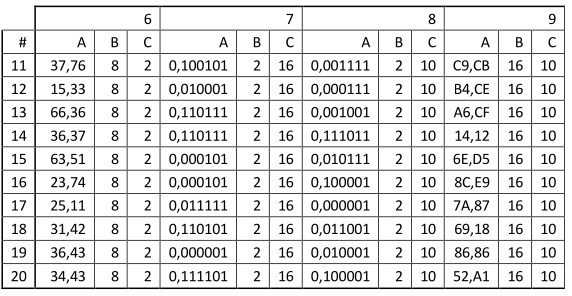 6 7 8 9
# A B C A B C A B C A B C
11 37,76 8 2 0,100101 2 16 0,001111 2 10 C9,CB 16 10
12 15,33 8 2 0,010001 2 16 0,000111 2 10 B4,CE 16 10
13 66,36 8 2 0,110111 2 16 0,001001 2 10 A6,CF 16 10
14 36,37 8 2 0,110111 2 16 0,111011 2 10 14,12 16 10
15 63,51 8 2 0,000101 2 16 0,010111 2 10 6E,D5 16 10
16 23,74 8 2 0,000101 2 16 0,100001 2 10 8C,E9 16 10
17 25,11 8 2 0,011111 2 16 0,000001 2 10 7A,87 16 10
18 31,42 8 2 0,110101 2 16 0,011001 2 10 69,18 16 10
19 36,43 8 2 0,000001 2 16 0,010001 2 10 86,86 16 10
20 34,43 8 2 0,111101 2 16 0,100001 2 10 52,A1 16 10